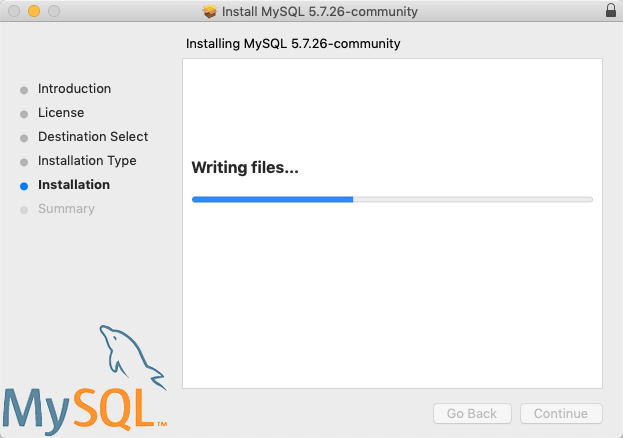 Install MySQL 5.7.26-community
Installing MySQL 5.7.26-community
Introduction
License
Destination Select
Installation Type
Installation
Summary
Writing files...
MySQL™
Go Back
Continue